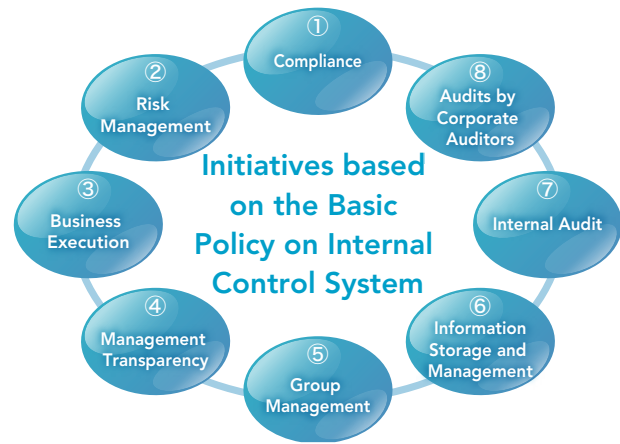 ①
Compliance
②
Risk
Management
③
Business
Execution
④
Management
Transparency
⑤
Group
Management
⑥
Information
Storage and
Management
⑦
Internal Audit
⑧
Audits by
Corporate
Auditors
Initiatives based
on the Basic
Policy on Internal
Control System